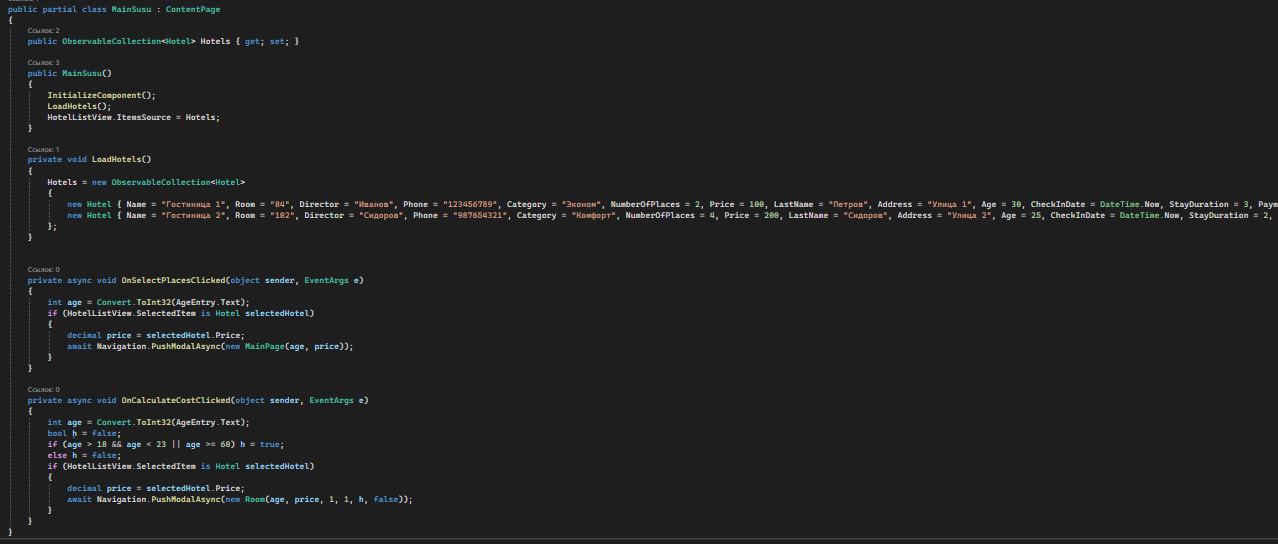 public partial class MainSusu : ContentPage
{
Ссылок: 2
public ObservableCollection<Hotel> Hotels { get; set; }
Ссылок: 3
public MainSusu()
{
InitializeComponent();
LoadHotels();
HotelListView.ItemsSource = Hotels;
}
Ссылок: 1
private void LoadHotels()
{
Hotels = new ObservableCollection<Hotel>
{
new Hotel { Name = "Гостиница 1", Room = "84", Director = "Иванов", Phone = "123456789", Category = "Эконом", NumberOfPlaces = 2, Price = 100, LastName = "Петров", Address = "Улица 1", Age = 30, CheckInDate = DateTime.Now, StayDuration = 3, Paym
new Hotel { Name = "Гостиница 2", Room = "102", Director = "Сидоров", Phone = "987654321", Category = "Комфорт", NumberOfPlaces = 4, Price = 200, LastName = "Сидоров", Address = "Улица 2", Age = 25, CheckInDate = DateTime.Now, StayDuration = 2,
};
}
Ссылок: 0
private async void OnSelectPlacesClicked(object sender, EventArgs e)
{
int age = Convert.ToInt32(AgeEntry.Text);
if (HotelListView.SelectedItem is Hotel selectedHotel)
{
decimal price = selectedHotel.Price;
await Navigation.PushModalAsync(new MainPage(age, price));
}
}
Ссылок: 0
private async void OnCalculateCostClicked(object sender, EventArgs e)
{
int age = Convert.ToInt32(AgeEntry.Text);
bool h = false;
if (age > 18 && age < 23 || age >= 60) h = true;
else h = false;
if (HotelListView.SelectedItem is Hotel selectedHotel)
{
decimal price = selectedHotel.Price;
await Navigation.PushModalAsync(new Room(age, price, 1, 1, h, false));
}
}
}